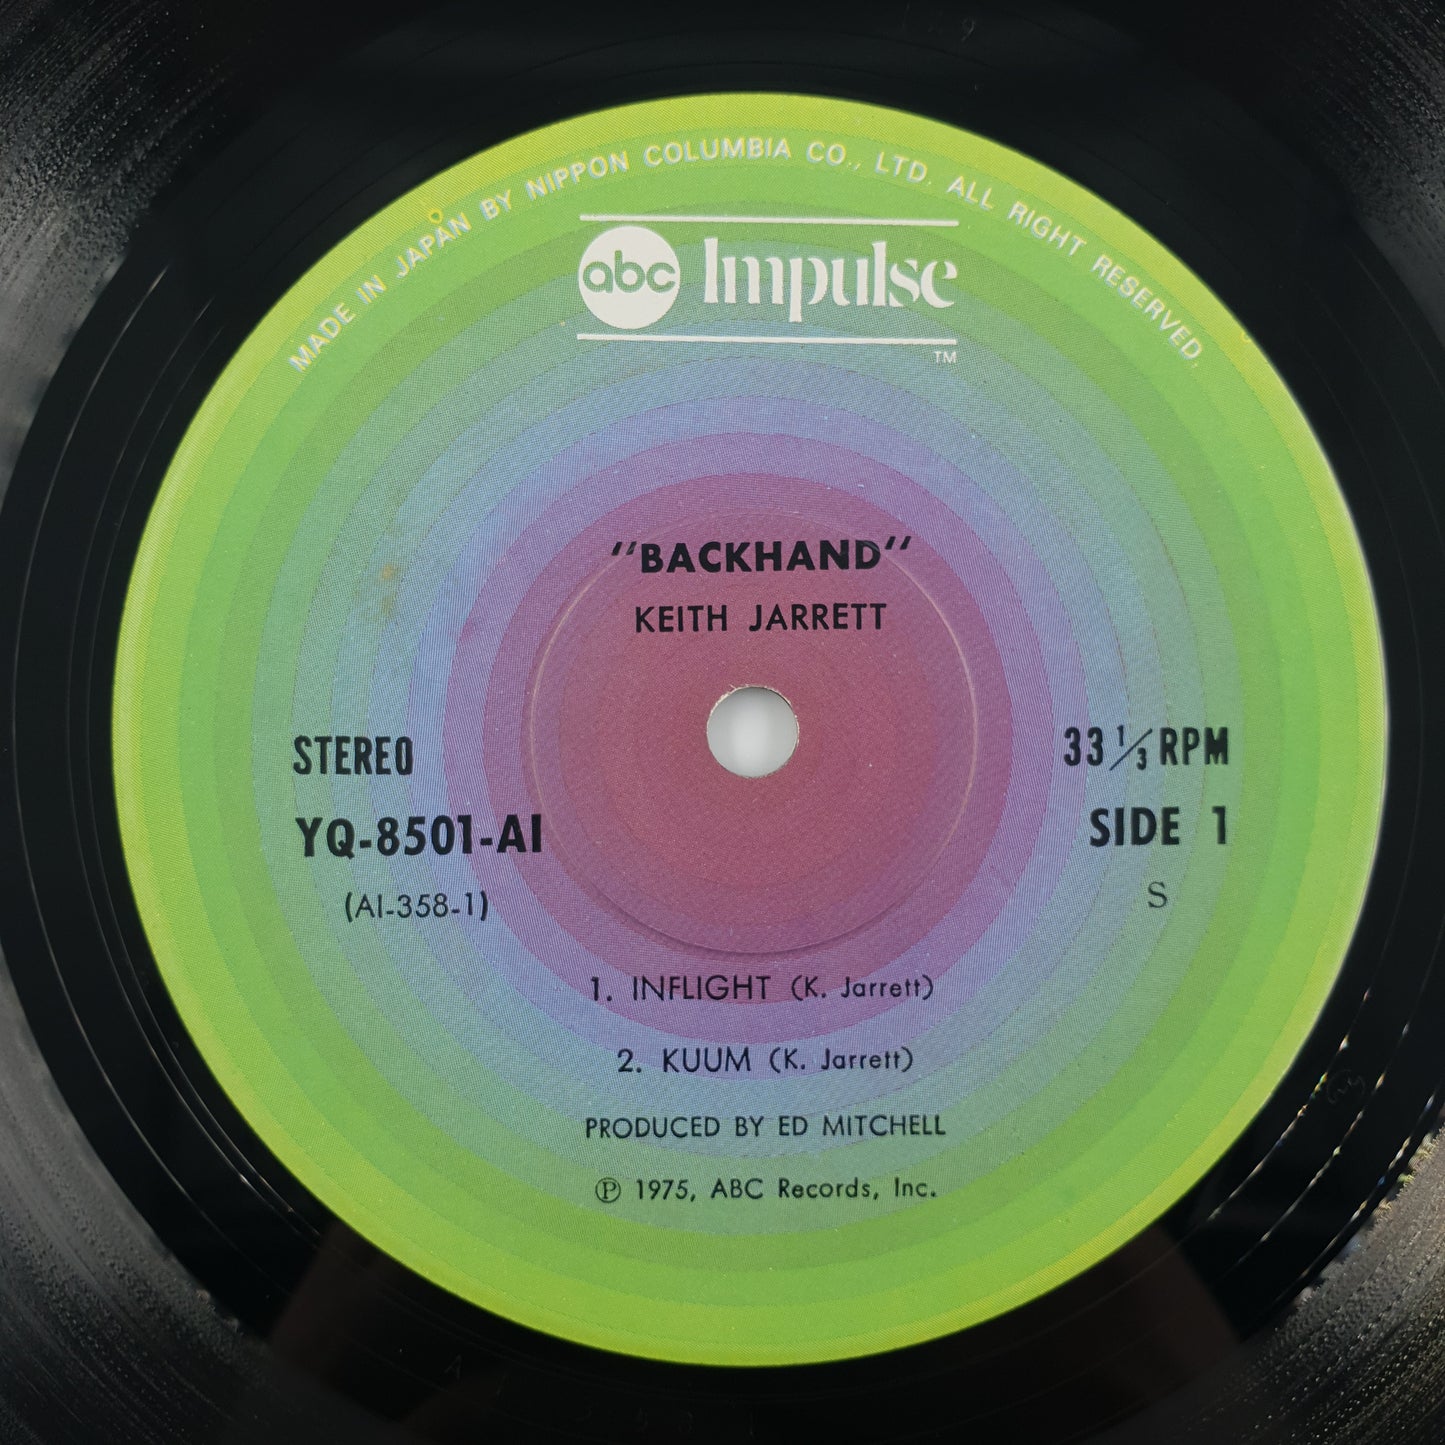 MADE IN JAPAN BY NIPPON COLUMBIA CO., LTD. ALL RIGHT RESERVED.
abc Impulse
TM
"BACKHAND"
KEITH JARRETT
STEREO
33 1/3 RPM
YQ-8501-AI
SIDE 1
(AI-358-1)
S
1. INFLIGHT (K. Jarrett)
2. KUUM (K. Jarrett)
PRODUCED BY ED MITCHELL
℗ 1975, ABC Records, Inc.